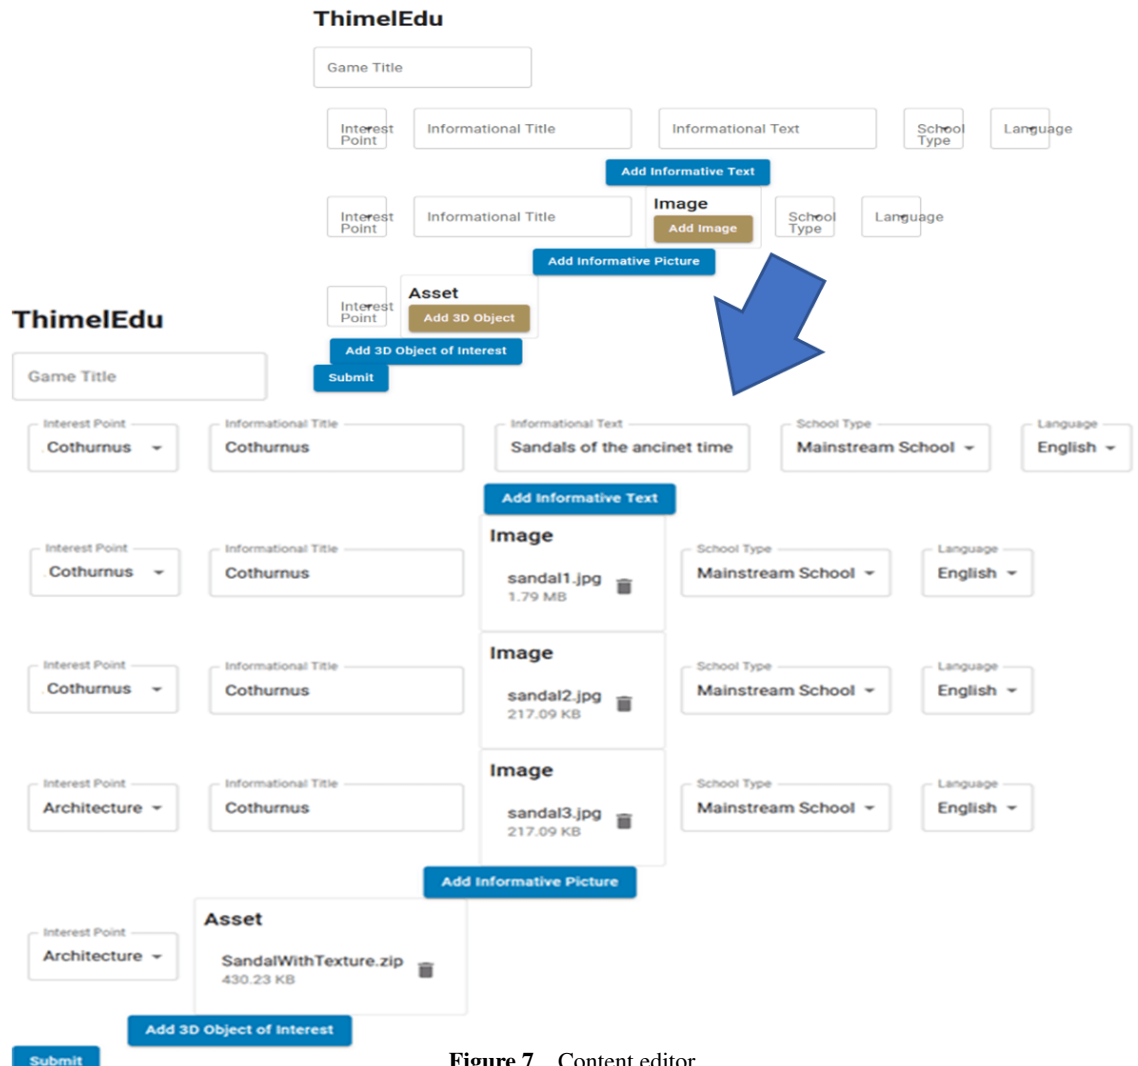 ThimelEdu
Game Title
Interest Point
Informational Title
Informational Text
School Type
Language
Add Informative Text
Interest Point
Informational Title
Image
Add Image
School Type
Language
Add Informative Picture
Interest Point
Asset
Add 3D Object
Add 3D Object of Interest
Submit
ThimelEdu
Game Title
Interest Point
Cothurnus
Informational Title
Cothurnus
Informational Text
Sandals of the ancinet time
School Type
Mainstream School
Language
English
Add Informative Text
Interest Point
Cothurnus
Informational Title
Cothurnus
Image
sandal1.jpg
1.79 MB
School Type
Mainstream School
Language
English
Interest Point
Cothurnus
Informational Title
Cothurnus
Image
sandal2.jpg
217.09 KB
School Type
Mainstream School
Language
English
Interest Point
Architecture
Informational Title
Cothurnus
Image
sandal3.jpg
217.09 KB
School Type
Mainstream School
Language
English
Add Informative Picture
Interest Point
Architecture
Asset
SandalWithTexture.zip
430.23 KB
Add 3D Object of Interest
Submit
Figure 7 Content editor